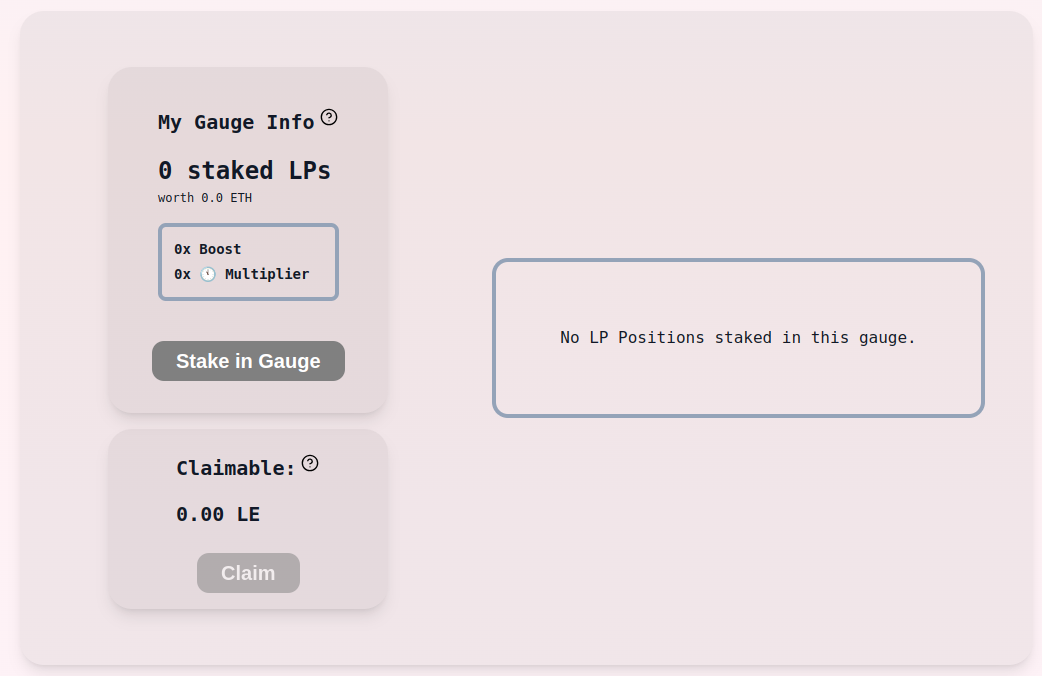 My Gauge Info
0 staked LPs
worth 0.0 ETH
0x Boost
0x 🕚 Multiplier
Stake in Gauge
No LP Positions staked in this gauge.
Claimable:
0.00 LE
Claim